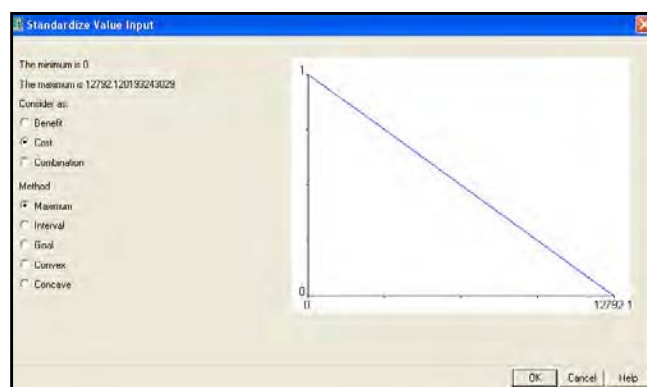 Standardize Value Input
The minimum is 0
The maximum is 12792.120193243029
Consider as:
Benefit
Cost
Combination
Method
Maximum
Interval
Goal
Convex
Concave
1
0
0
12792.1
OK Cancel Help